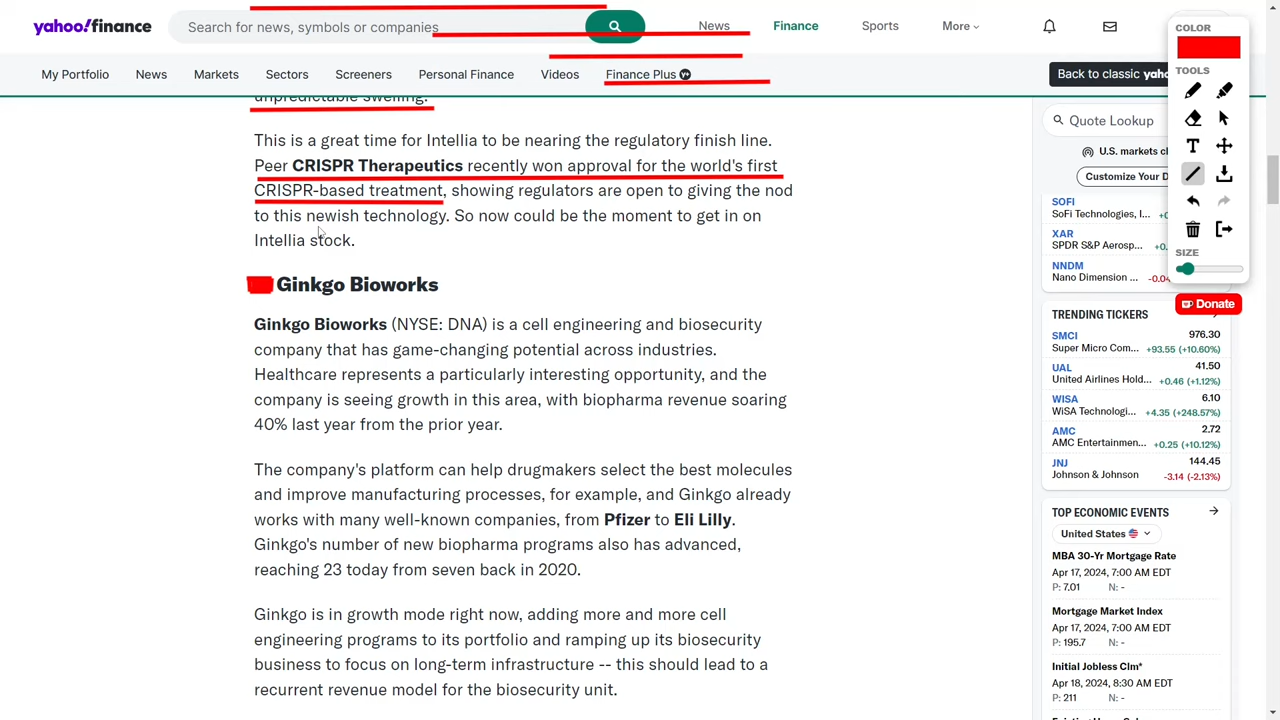 yahoo!finance
Search for news, symbols or companies
News
Finance
Sports
More
COLOR
TOOLS
SIZE
Donate
My Portfolio
News
Markets
Sectors
Screeners
Personal Finance
Videos
Finance Plus
Back to classic yaho
unpredictable swelling.
This is a great time for Intellia to be nearing the regulatory finish line.
Peer CRISPR Therapeutics recently won approval for the world's first
CRISPR-based treatment, showing regulators are open to giving the nod
to this newish technology. So now could be the moment to get in on
Intellia stock.
Ginkgo Bioworks
Ginkgo Bioworks (NYSE: DNA) is a cell engineering and biosecurity
company that has game-changing potential across industries.
Healthcare represents a particularly interesting opportunity, and the
company is seeing growth in this area, with biopharma revenue soaring
40% last year from the prior year.
The company's platform can help drugmakers select the best molecules
and improve manufacturing processes, for example, and Ginkgo already
works with many well-known companies, from Pfizer to Eli Lilly.
Ginkgo's number of new biopharma programs also has advanced,
reaching 23 today from seven back in 2020.
Ginkgo is in growth mode right now, adding more and more cell
engineering programs to its portfolio and ramping up its biosecurity
business to focus on long-term infrastructure -- this should lead to a
recurrent revenue model for the biosecurity unit.
Quote Lookup
U.S. markets cl
Customize Your D
SOFI
SoFi Technologies, I... +0
XAR
SPDR S&P Aerosp... +0.
NNDM
Nano Dimension ... -0.04
TRENDING TICKERS
SMCI 976.30
Super Micro Com... +93.55 (+10.60%)
UAL 41.50
United Airlines Hold... +0.46 (+1.12%)
WISA 6.10
WiSA Technologi... +4.35 (+248.57%)
AMC 2.72
AMC Entertainmen... +0.25 (+10.12%)
JNJ 144.45
Johnson & Johnson -3.14 (-2.13%)
TOP ECONOMIC EVENTS
United States
MBA 30-Yr Mortgage Rate
Apr 17, 2024, 7:00 AM EDT
P: 7.01 N: -
Mortgage Market Index
Apr 17, 2024, 7:00 AM EDT
P: 195.7 N: -
Initial Jobless Clm*
Apr 18, 2024, 8:30 AM EDT
P: 211 N: -